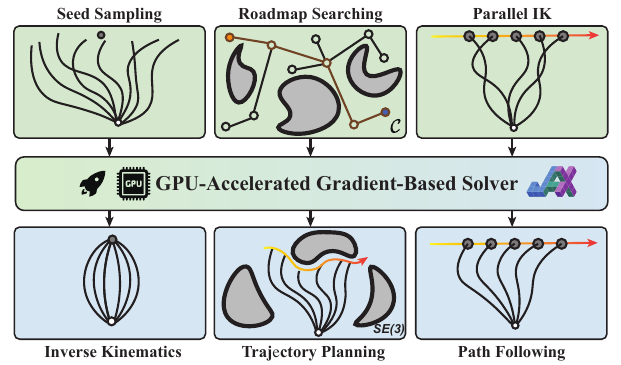 Seed Sampling
Roadmap Searching
Parallel IK
C
GPU
GPU-Accelerated Gradient-Based Solver
JAX
SE(3)
Inverse Kinematics
Trajectory Planning
Path Following